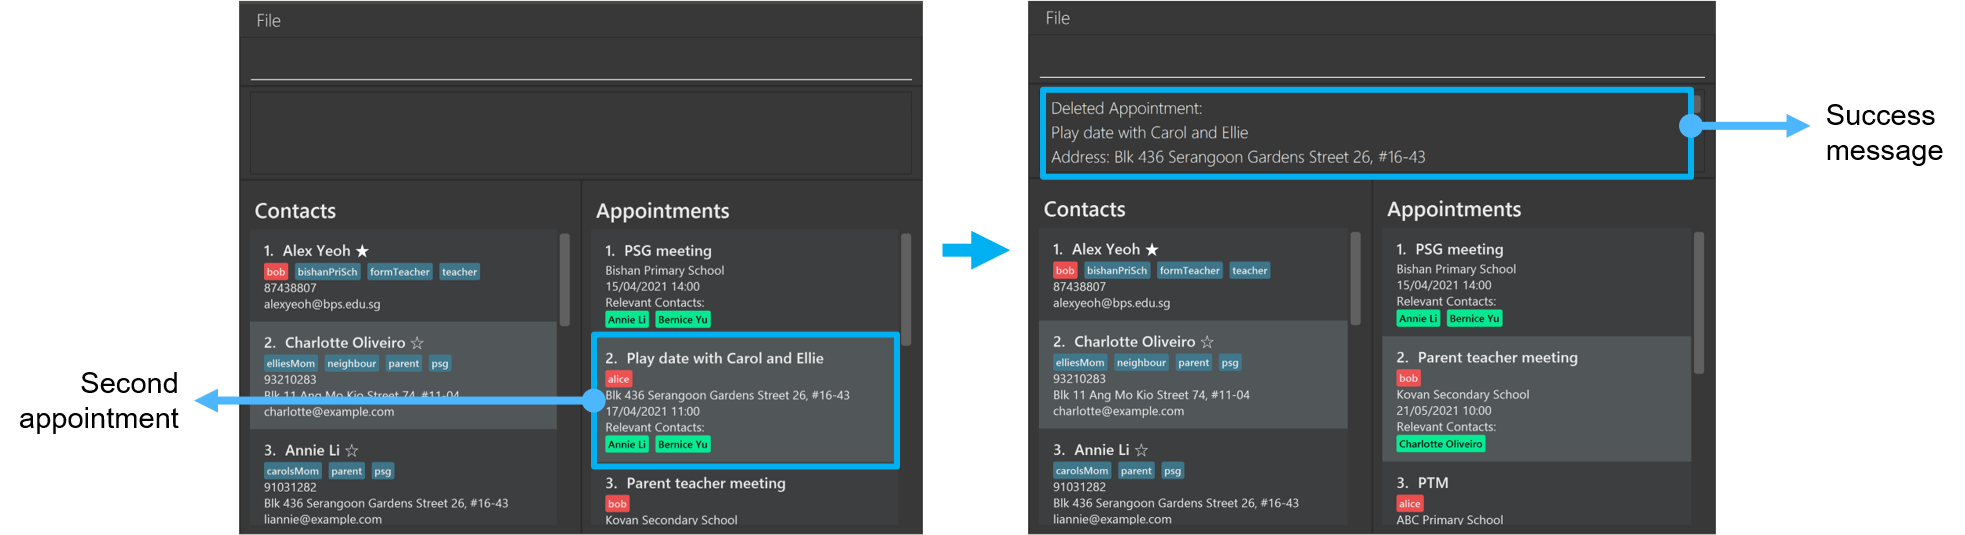 File
Contacts
1. Alex Yeoh ★
bob bishanPriSch formTeacher teacher
87438807
alexyeoh@bps.edu.sg
2. Charlotte Oliveiro ☆
elliesMom neighbour parent psg
93210283
Blk 11 Ang Mo Kio Street 74, #11-04
charlotte@example.com
3. Annie Li ☆
carolsMom parent psg
91031282
Blk 436 Serangoon Gardens Street 26, #16-43
liannie@example.com
Appointments
1. PSG meeting
Bishan Primary School
15/04/2021 14:00
Relevant Contacts:
Annie Li Bernice Yu
2. Play date with Carol and Ellie
alice
Blk 436 Serangoon Gardens Street 26, #16-43
17/04/2021 11:00
Relevant Contacts:
Annie Li Bernice Yu
3. Parent teacher meeting
bob
Kovan Secondary School
Second
appointment
File
Deleted Appointment:
Play date with Carol and Ellie
Address: Blk 436 Serangoon Gardens Street 26, #16-43
Success
message
Contacts
1. Alex Yeoh ★
bob bishanPriSch formTeacher teacher
87438807
alexyeoh@bps.edu.sg
2. Charlotte Oliveiro ☆
elliesMom neighbour parent psg
93210283
Blk 11 Ang Mo Kio Street 74, #11-04
charlotte@example.com
3. Annie Li ☆
carolsMom parent psg
91031282
Blk 436 Serangoon Gardens Street 26, #16-43
liannie@example.com
Appointments
1. PSG meeting
Bishan Primary School
15/04/2021 14:00
Relevant Contacts:
Annie Li Bernice Yu
2. Parent teacher meeting
bob
Kovan Secondary School
21/05/2021 10:00
Relevant Contacts:
Charlotte Oliveiro
3. PTM
alice
ABC Primary School